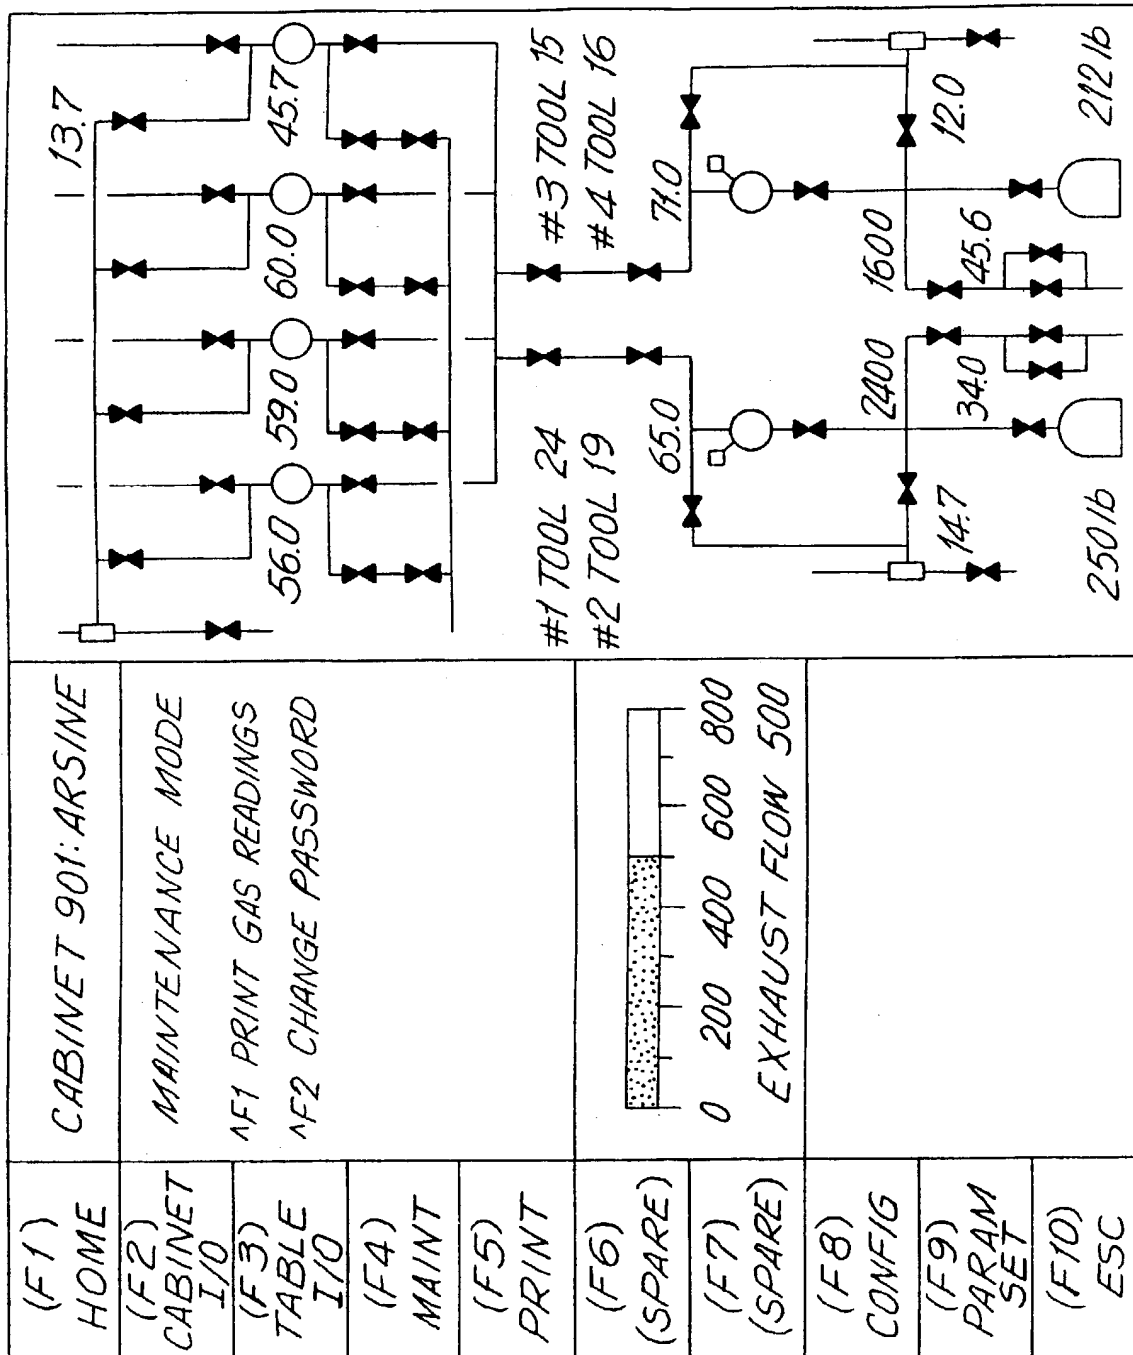 (F1)
HOME
(F2)
CABINET
I/O
(F3)
TABLE
I/O
(F4)
MAINT
(F5)
PRINT
(F6)
(SPARE)
(F7)
(SPARE)
(F8)
CONFIG
(F9)
PARAM
SET
(F10)
ESC
CABINET 901: ARSINE
MAINTENANCE MODE
^F1 PRINT GAS READINGS
^F2 CHANGE PASSWORD
0 200 400 600 800
EXHAUST FLOW 500
13.7
56.0 59.0 60.0 45.7
#1 TOOL 24
#2 TOOL 19
#3 TOOL 15
#4 TOOL 16
65.0 71.0
2400 1600
14.7 34.0 45.6 12.0
250 lb 212 lb